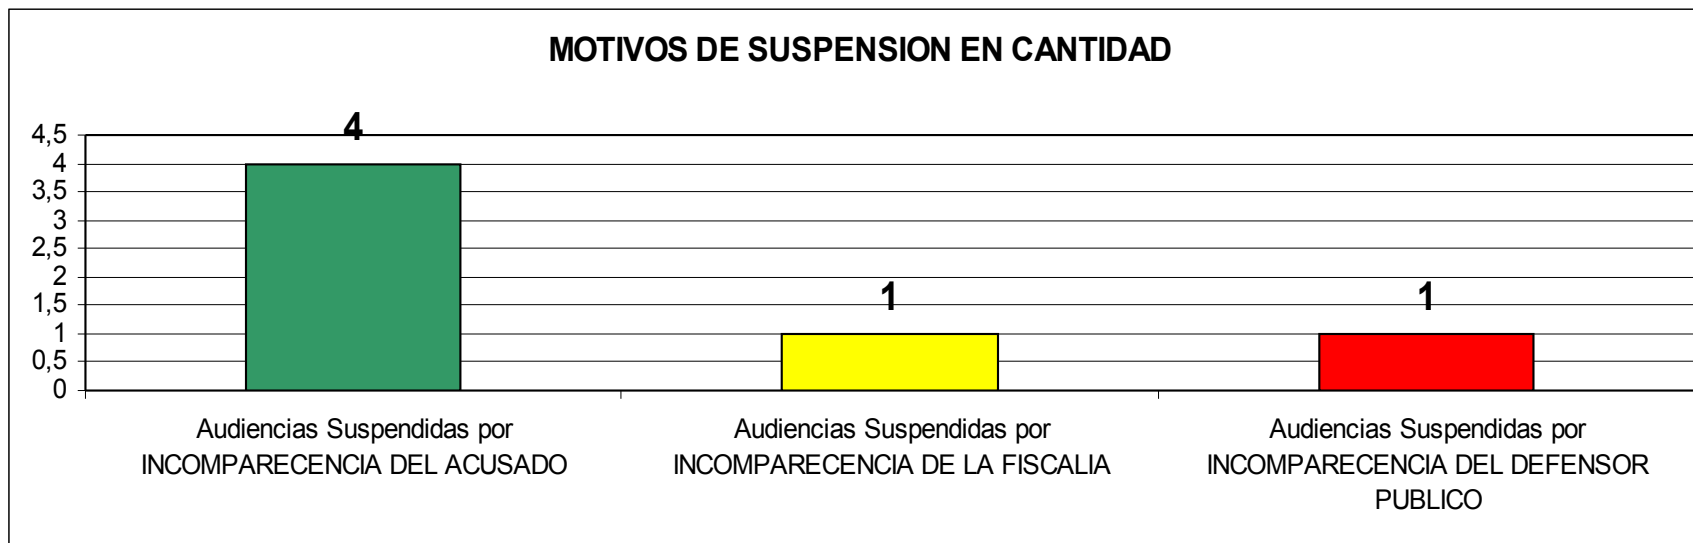 MOTIVOS DE SUSPENSION EN CANTIDAD
4,5
4
3,5
3
2,5
2
1,5
1
0,5
0
4
1
1
Audiencias Suspendidas por
INCOMPARECENCIA DEL ACUSADO
Audiencias Suspendidas por
INCOMPARECENCIA DE LA FISCALIA
Audiencias Suspendidas por
INCOMPARECENCIA DEL DEFENSOR
PUBLICO